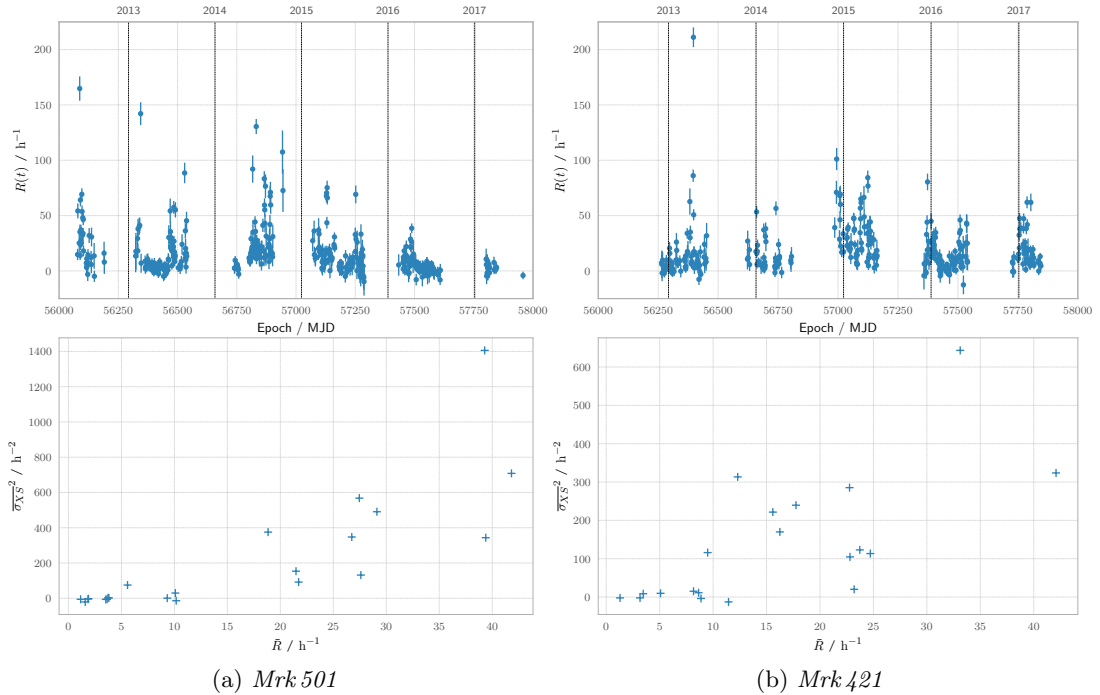 2013 2014 2015 2016 2017
200
150
100
50
0
R(t) / h⁻¹
56000 56250 56500 56750 57000 57250 57500 57750 58000
Epoch / MJD
2013 2014 2015 2016 2017
200
150
100
50
0
R(t) / h⁻¹
56000 56250 56500 56750 57000 57250 57500 57750 58000
Epoch / MJD
1400
1200
1000
800
600
400
200
0
σ̅X̅S̅² / h⁻²
0 5 10 15 20 25 30 35 40
R̄ / h⁻¹
600
500
400
300
200
100
0
σ̅X̅S̅² / h⁻²
0 5 10 15 20 25 30 35 40
R̄ / h⁻¹
(a) Mrk 501
(b) Mrk 421